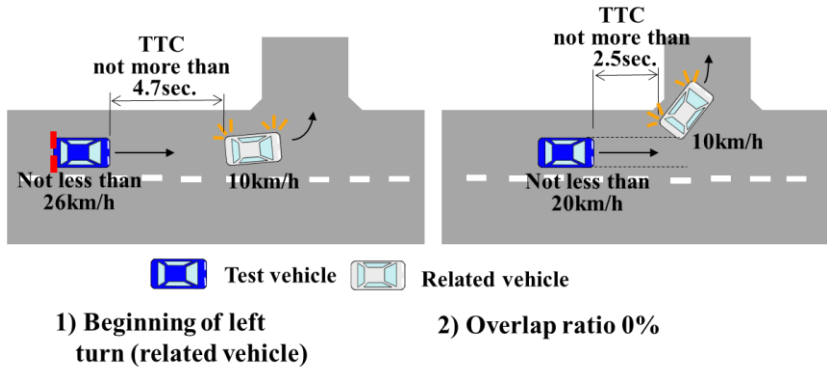 TTC
not more than
4.7sec.
Not less than
26km/h
10km/h
TTC
not more than
2.5sec.
10km/h
Not less than
20km/h
Test vehicle
Related vehicle
1) Beginning of left
turn (related vehicle)
2) Overlap ratio 0%